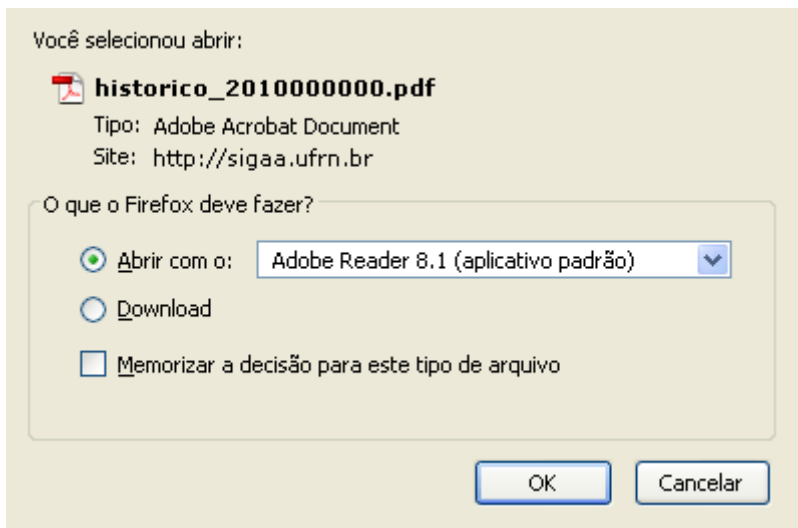 Você selecionou abrir:
historico_2010000000.pdf
Tipo: Adobe Acrobat Document
Site: http://sigaa.ufrn.br
O que o Firefox deve fazer?
Abrir com o: Adobe Reader 8.1 (aplicativo padrão)
Download
Memorizar a decisão para este tipo de arquivo
OK Cancelar